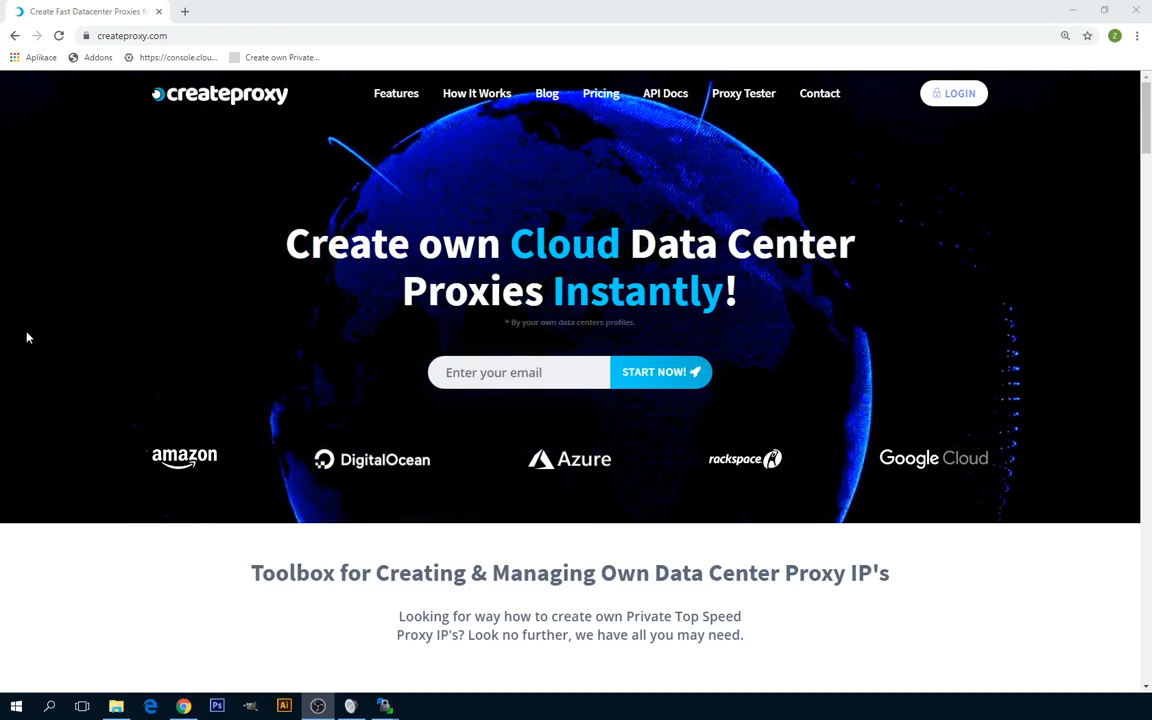 Create Fast Datacenter Proxies fo
createproxy.com
Z
Aplikace
Addons
https://console.clou...
Create own Private...
createproxy
Features
How It Works
Blog
Pricing
API Docs
Proxy Tester
Contact
LOGIN
Create own Cloud Data Center
Proxies Instantly!
* By your own data centers profiles.
Enter your email
START NOW!
amazon
DigitalOcean
Azure
rackspace
Google Cloud
Toolbox for Creating & Managing Own Data Center Proxy IP's
Looking for way how to create own Private Top Speed
Proxy IP's? Look no further, we have all you may need.
Ps
Ai